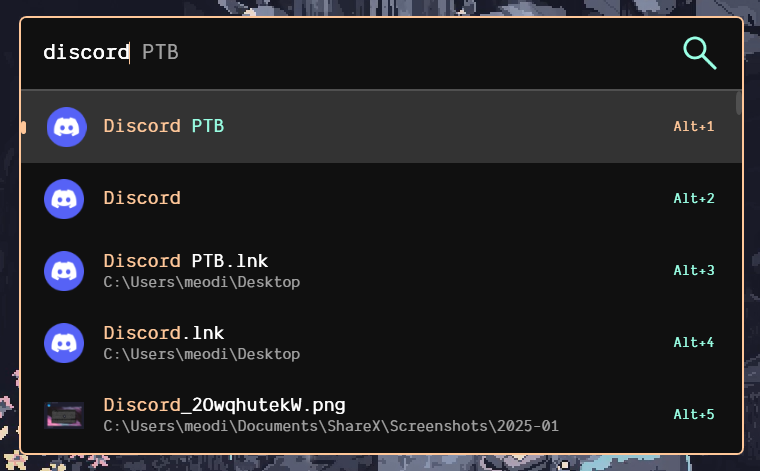 discord PTB
Discord PTB
Alt+1
Discord
Alt+2
Discord PTB.lnk
C:\Users\meodi\Desktop
Alt+3
Discord.lnk
C:\Users\meodi\Desktop
Alt+4
Discord_2OwqhutekW.png
C:\Users\meodi\Documents\ShareX\Screenshots\2025-01
Alt+5